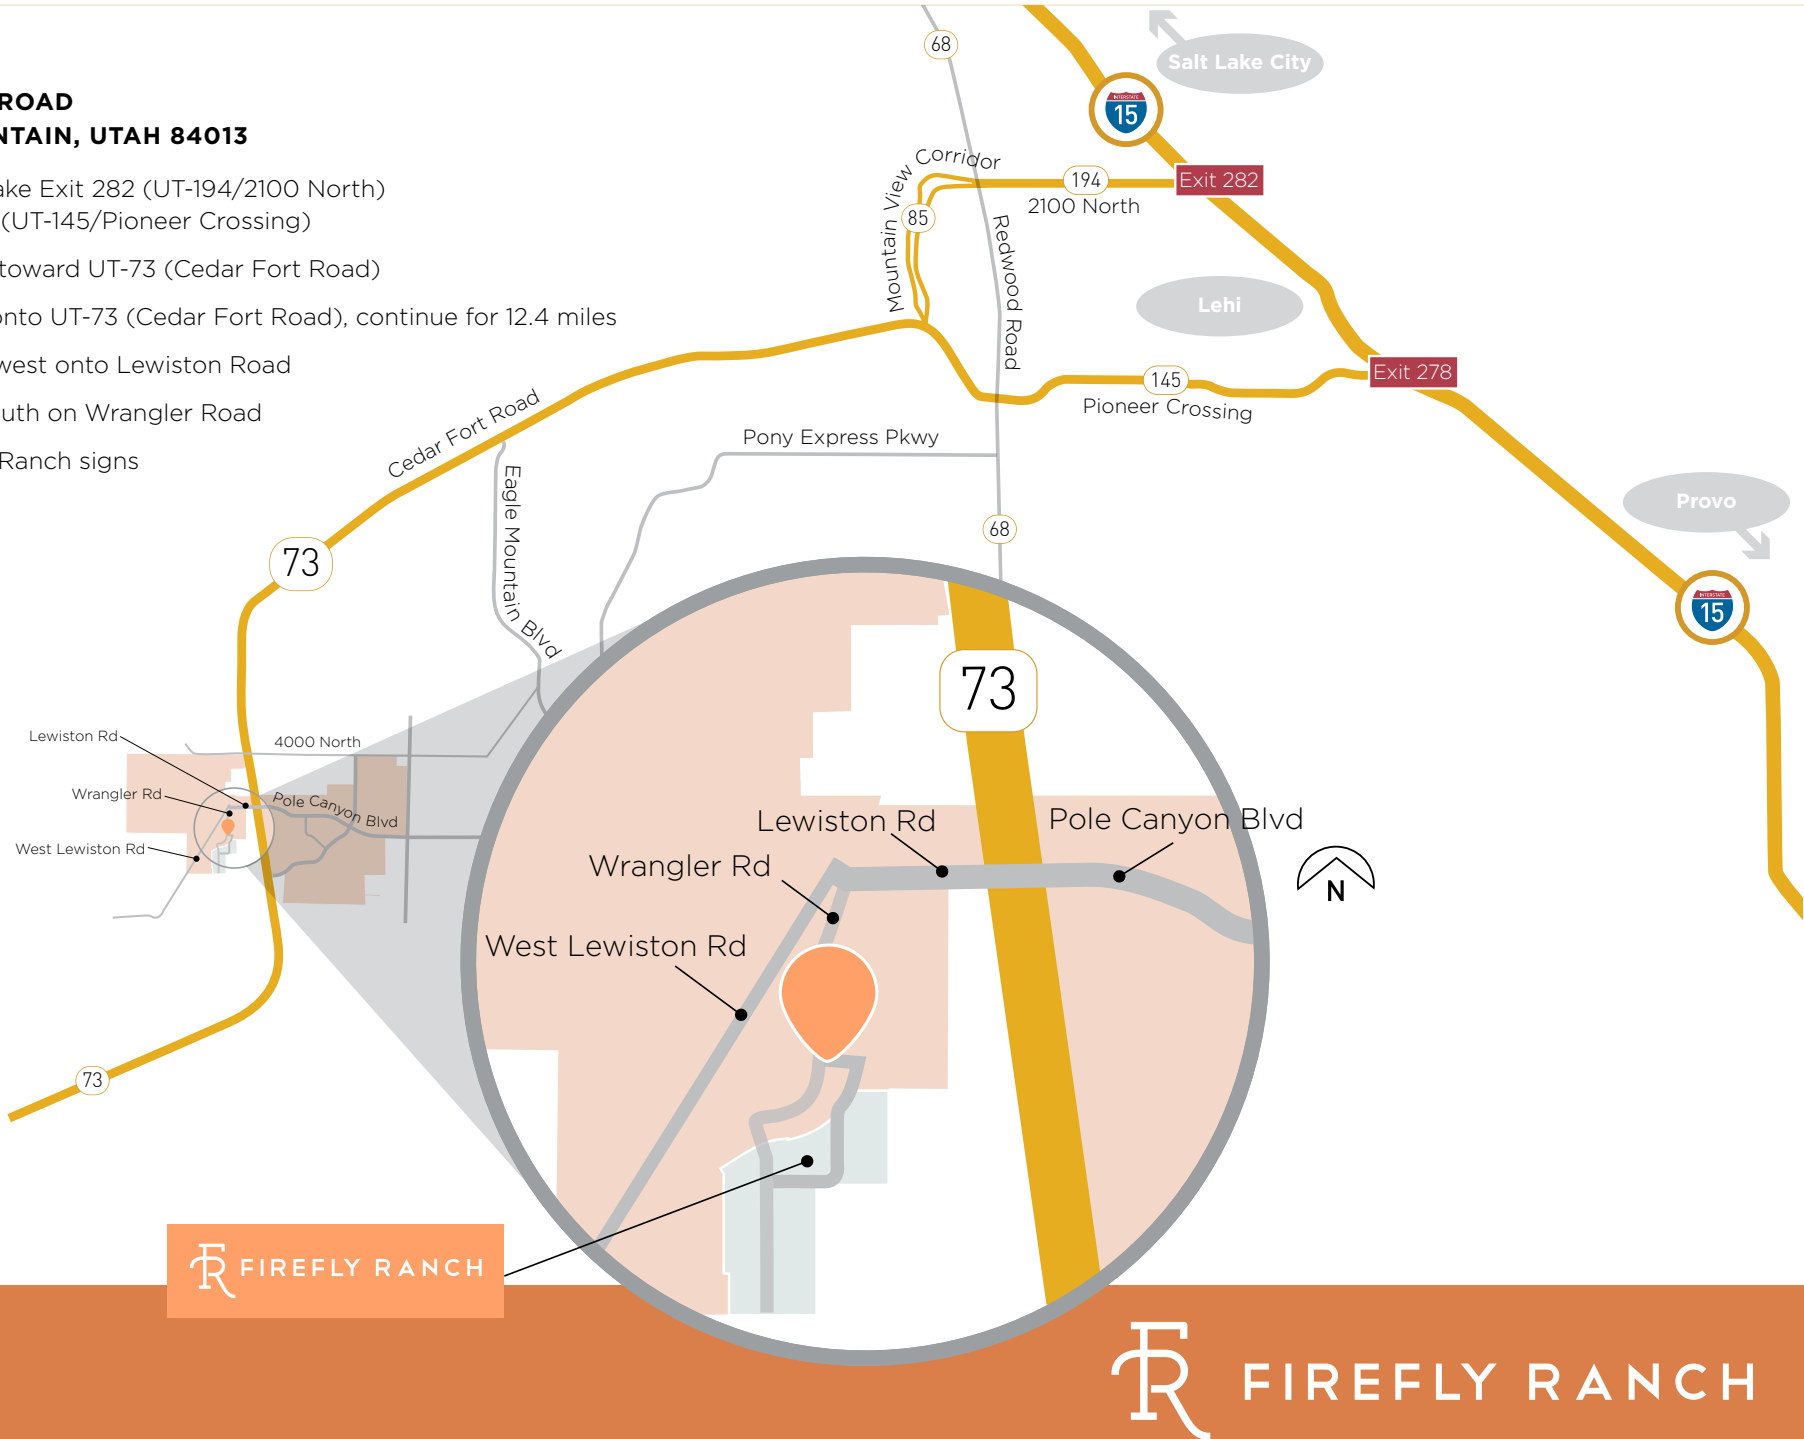 ROAD
NTAIN, UTAH 84013
ake Exit 282 (UT-194/2100 North)
(UT-145/Pioneer Crossing)
toward UT-73 (Cedar Fort Road)
onto UT-73 (Cedar Fort Road), continue for 12.4 miles
west onto Lewiston Road
uth on Wrangler Road
Ranch signs
68
Salt Lake City
INTERSTATE
15
Mountain View Corridor
194
Exit 282
2100 North
85
Redwood Road
Lehi
Exit 278
145
Pioneer Crossing
Cedar Fort Road
Pony Express Pkwy
Eagle Mountain Blvd
Provo
68
73
INTERSTATE
15
73
Lewiston Rd
4000 North
Wrangler Rd
Pole Canyon Blvd
West Lewiston Rd
Lewiston Rd
Pole Canyon Blvd
Wrangler Rd
N
West Lewiston Rd
73
FR FIREFLY RANCH
FR FIREFLY RANCH